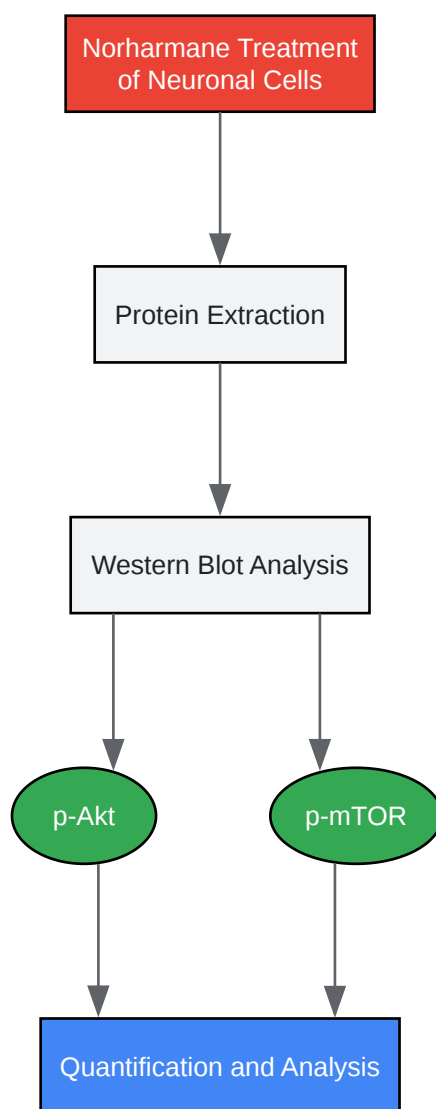 Norharmane Treatment
of Neuronal Cells
Protein Extraction
Western Blot Analysis
p-Akt
p-mTOR
Quantification and Analysis